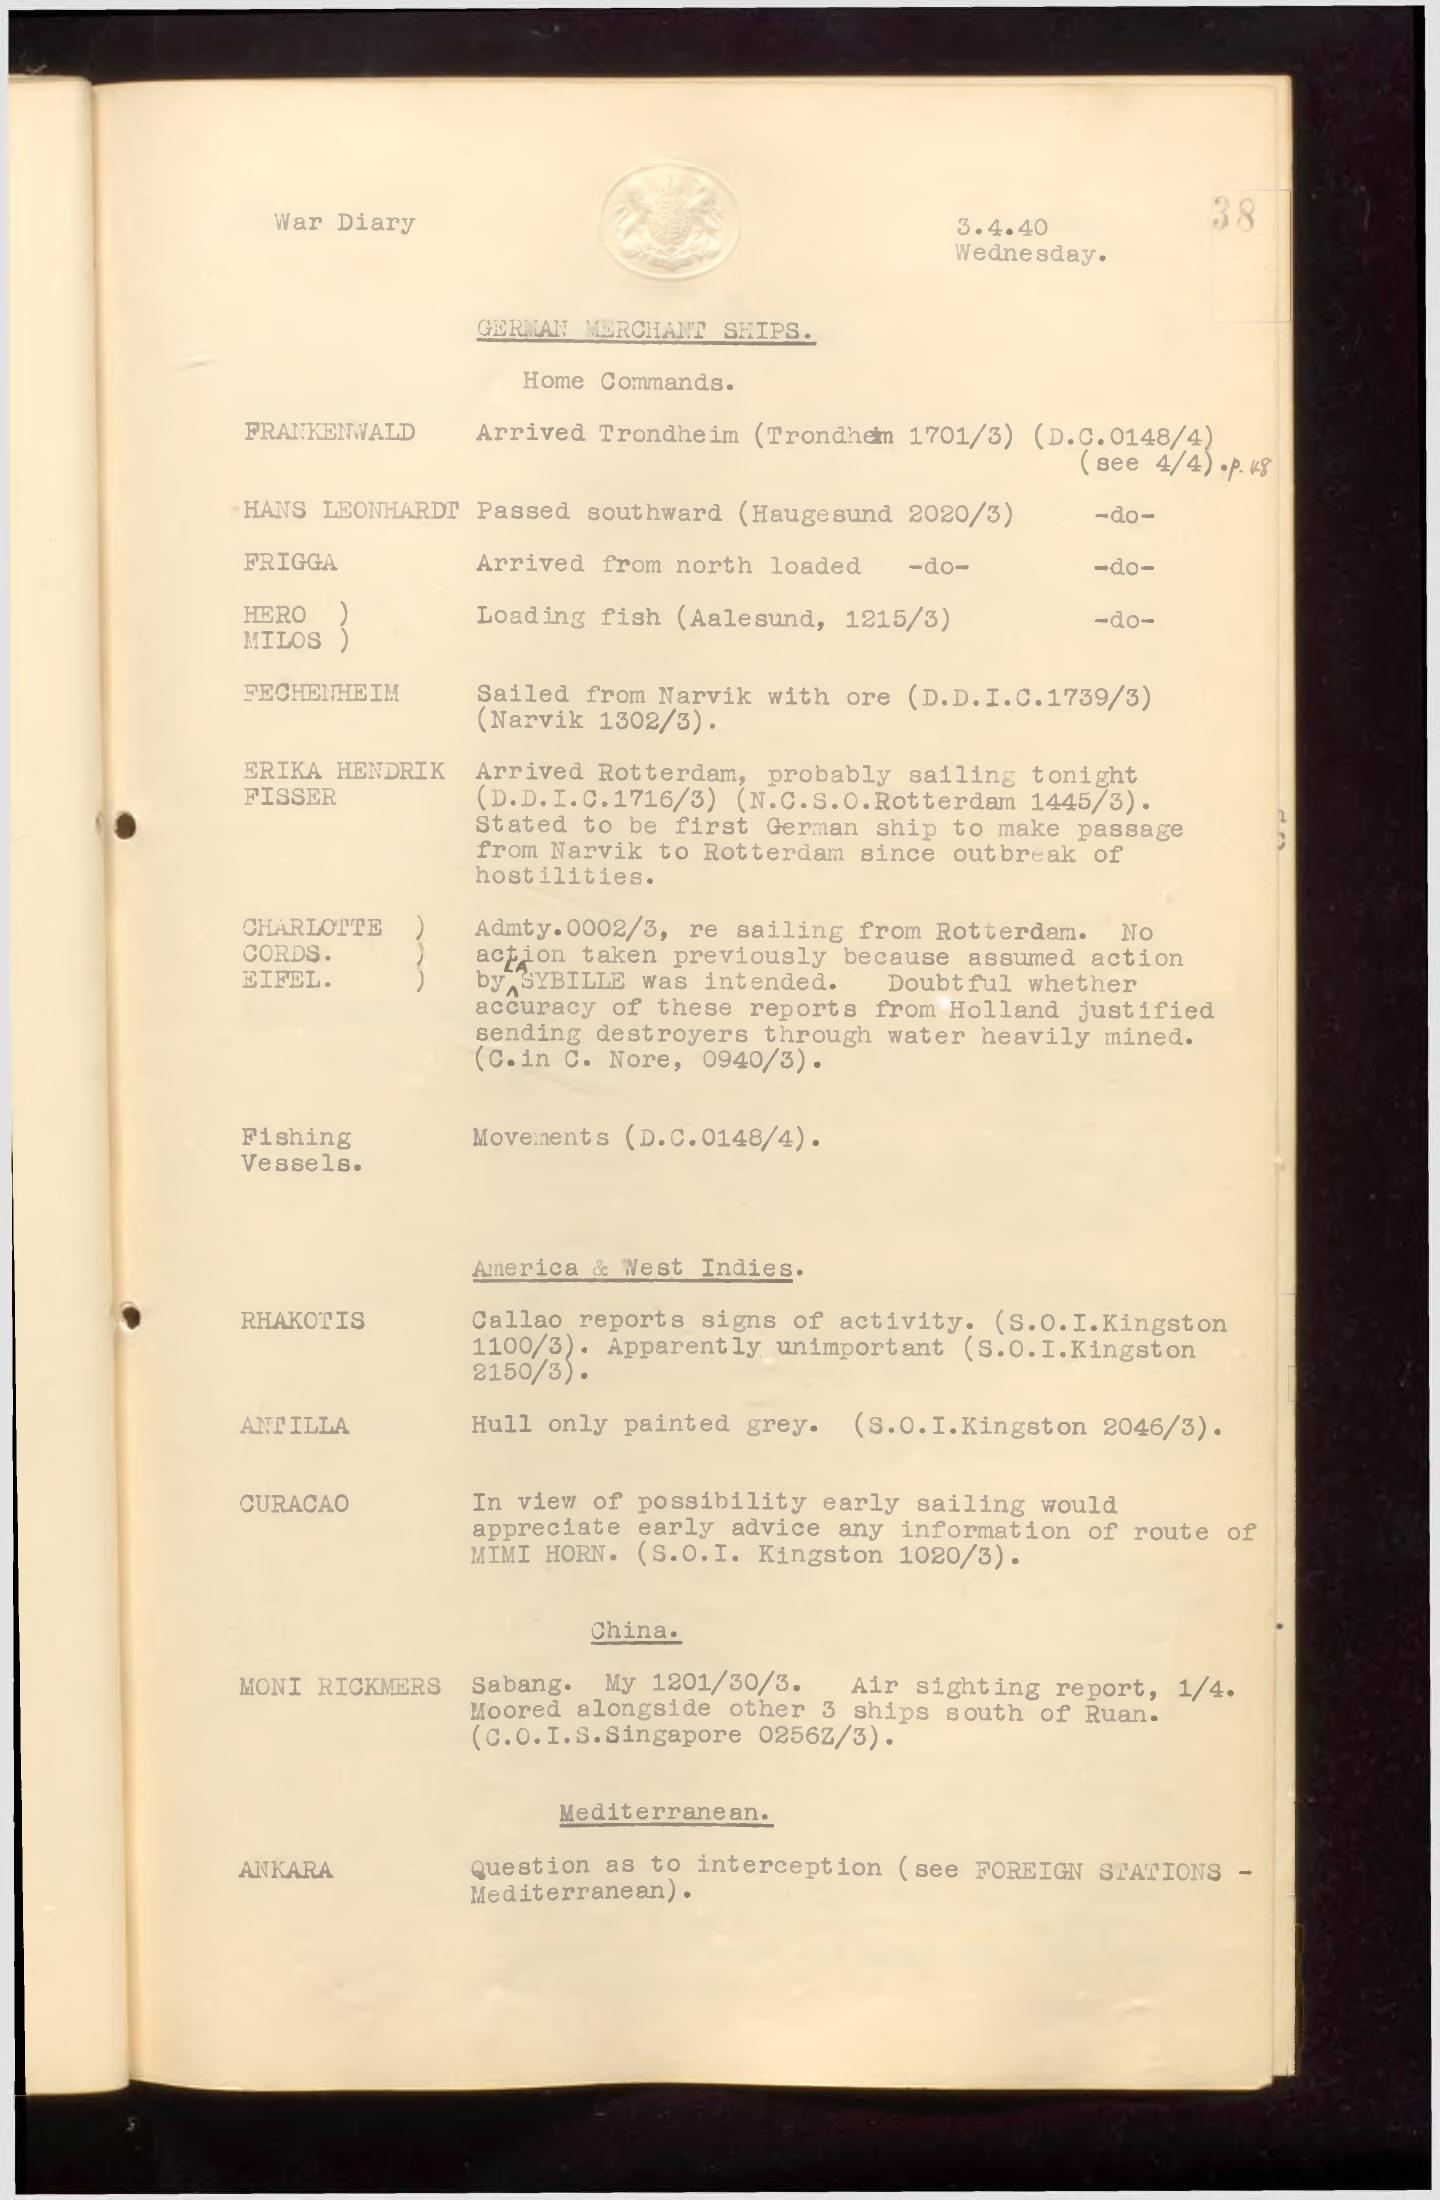 War Diary
3.4.40
Wednesday.
38
GERMAN MERCHANT SHIPS.
Home Commands.
FRANKENWALD Arrived Trondheim (Trondheim 1701/3) (D.C.0148/4)
(see 4/4). p. 48
HANS LEONHARDT Passed southward (Haugesund 2020/3) -do-
FRIGGA Arrived from north loaded -do- -do-
HERO ) Loading fish (Aalesund, 1215/3) -do-
MILOS )
FECHENHEIM Sailed from Narvik with ore (D.D.I.C.1739/3)
(Narvik 1302/3).
ERIKA HENDRIK Arrived Rotterdam, probably sailing tonight
FISSER (D.D.I.C.1716/3) (N.C.S.O.Rotterdam 1445/3).
Stated to be first German ship to make passage
from Narvik to Rotterdam since outbreak of
hostilities.
CHARLOTTE ) Admty.0002/3, re sailing from Rotterdam. No
CORDS. ) action taken previously because assumed action
EIFEL. ) by LA SYBILLE was intended. Doubtful whether
accuracy of these reports from Holland justified
sending destroyers through water heavily mined.
(C.in C. Nore, 0940/3).
Fishing Movements (D.C.0148/4).
Vessels.
America & West Indies.
RHAKOTIS Callao reports signs of activity. (S.O.I.Kingston
1100/3). Apparently unimportant (S.O.I.Kingston
2150/3).
ANTILLA Hull only painted grey. (S.O.I.Kingston 2046/3).
CURACAO In view of possibility early sailing would
appreciate early advice any information of route of
MIMI HORN. (S.O.I. Kingston 1020/3).
China.
MONI RICKMERS Sabang. My 1201/30/3. Air sighting report, 1/4.
Moored alongside other 3 ships south of Ruan.
(C.O.I.S.Singapore 0256Z/3).
Mediterranean.
ANKARA Question as to interception (see FOREIGN STATIONS -
Mediterranean).